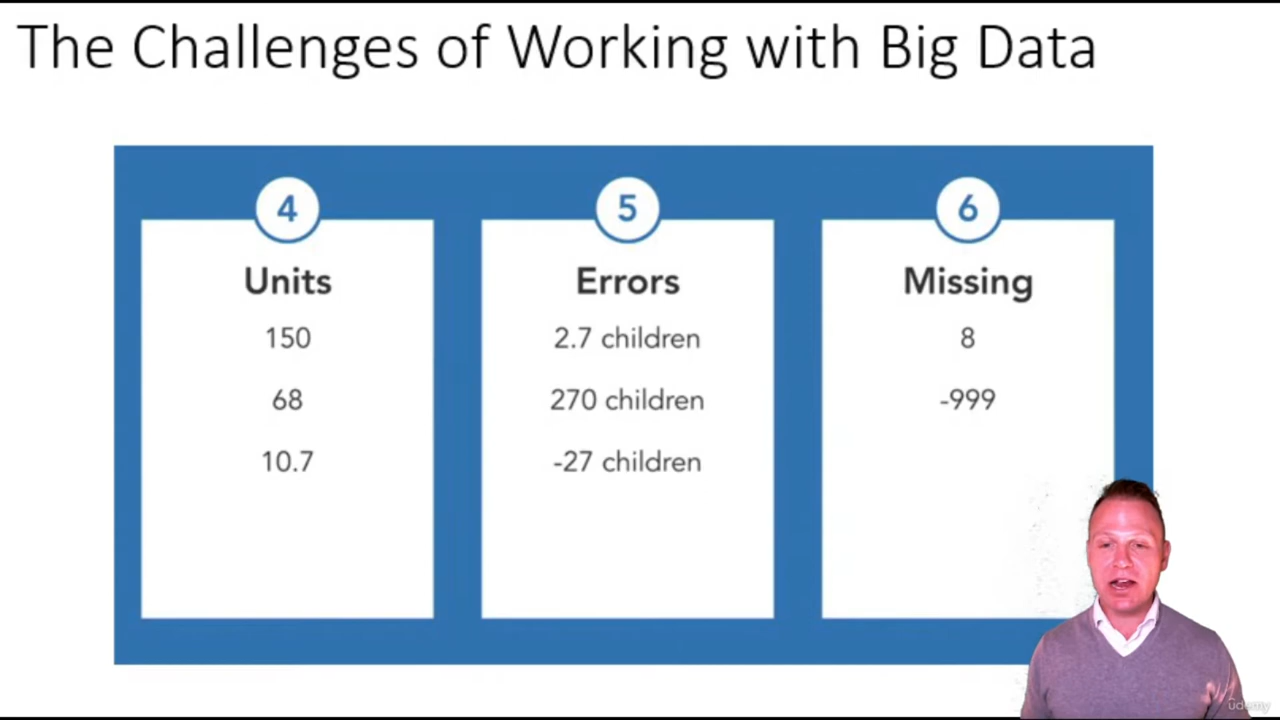 The Challenges of Working with Big Data
4
Units
150
68
10.7
5
Errors
2.7 children
270 children
-27 children
6
Missing
8
-999
ûdemy